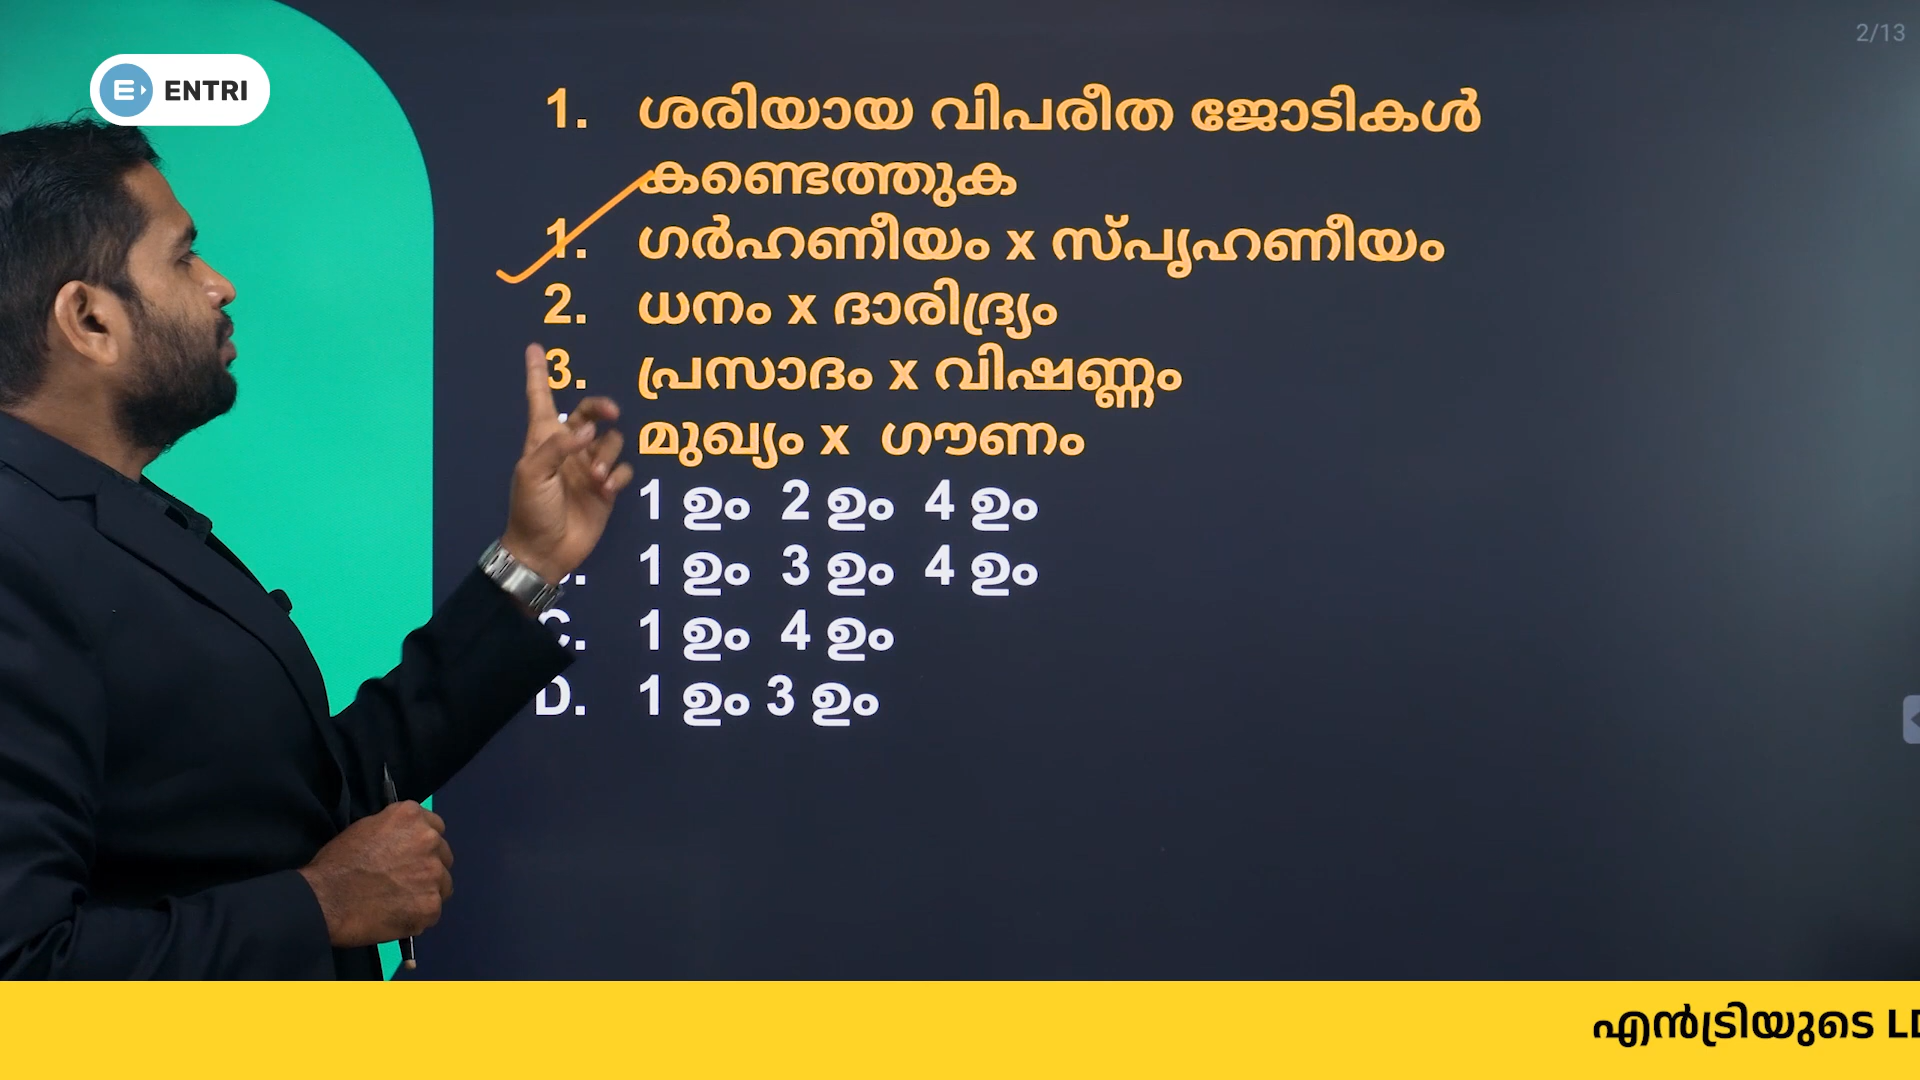 2/13
ENTRI
1. ശരിയായ വിപരീത ജോടികൾ
കണ്ടെത്തുക
1. ഗർഹണീയം x സ്പൃഹണീയം
2. ധനം x ദാരിദ്ര്യം
3. പ്രസാദം x വിഷണ്ണം
മുഖ്യം x ഗൗണം
1 ഉം 2 ഉം 4 ഉം
1 ഉം 3 ഉം 4 ഉം
C. 1 ഉം 4 ഉം
D. 1 ഉം 3 ഉം
എൻട്രിയുടെ